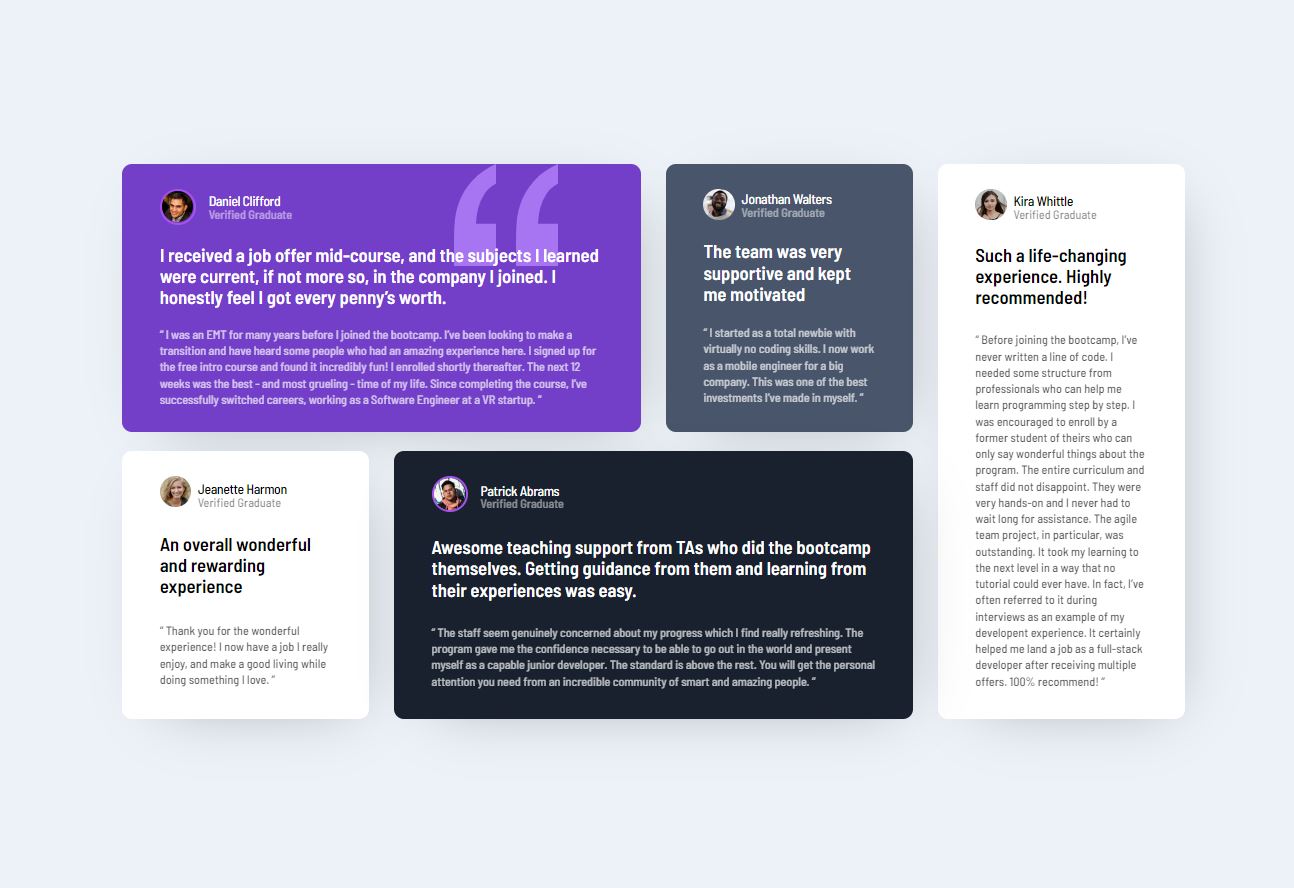 Daniel Clifford
Verified Graduate
I received a job offer mid-course, and the subjects I learned
were current, if not more so, in the company I joined. I
honestly feel I got every penny’s worth.
“ I was an EMT for many years before I joined the bootcamp. I’ve been looking to make a
transition and have heard some people who had an amazing experience here. I signed up for
the free intro course and found it incredibly fun! I enrolled shortly thereafter. The next 12
weeks was the best - and most grueling - time of my life. Since completing the course, I’ve
successfully switched careers, working as a Software Engineer at a VR startup. “
Jonathan Walters
Verified Graduate
The team was very
supportive and kept
me motivated
“ I started as a total newbie with
virtually no coding skills. I now work
as a mobile engineer for a big
company. This was one of the best
investments I’ve made in myself. “
Kira Whittle
Verified Graduate
Such a life-changing
experience. Highly
recommended!
“ Before joining the bootcamp, I’ve
never written a line of code. I
needed some structure from
professionals who can help me
learn programming step by step. I
was encouraged to enroll by a
former student of theirs who can
only say wonderful things about the
program. The entire curriculum and
staff did not disappoint. They were
very hands-on and I never had to
wait long for assistance. The agile
team project, in particular, was
outstanding. It took my learning to
the next level in a way that no
tutorial could ever have. In fact, I’ve
often referred to it during
interviews as an example of my
developent experience. It certainly
helped me land a job as a full-stack
developer after receiving multiple
offers. 100% recommend! “
Jeanette Harmon
Verified Graduate
An overall wonderful
and rewarding
experience
“ Thank you for the wonderful
experience! I now have a job I really
enjoy, and make a good living while
doing something I love. “
Patrick Abrams
Verified Graduate
Awesome teaching support from TAs who did the bootcamp
themselves. Getting guidance from them and learning from
their experiences was easy.
“ The staff seem genuinely concerned about my progress which I find really refreshing. The
program gave me the confidence necessary to be able to go out in the world and present
myself as a capable junior developer. The standard is above the rest. You will get the personal
attention you need from an incredible community of smart and amazing people. “